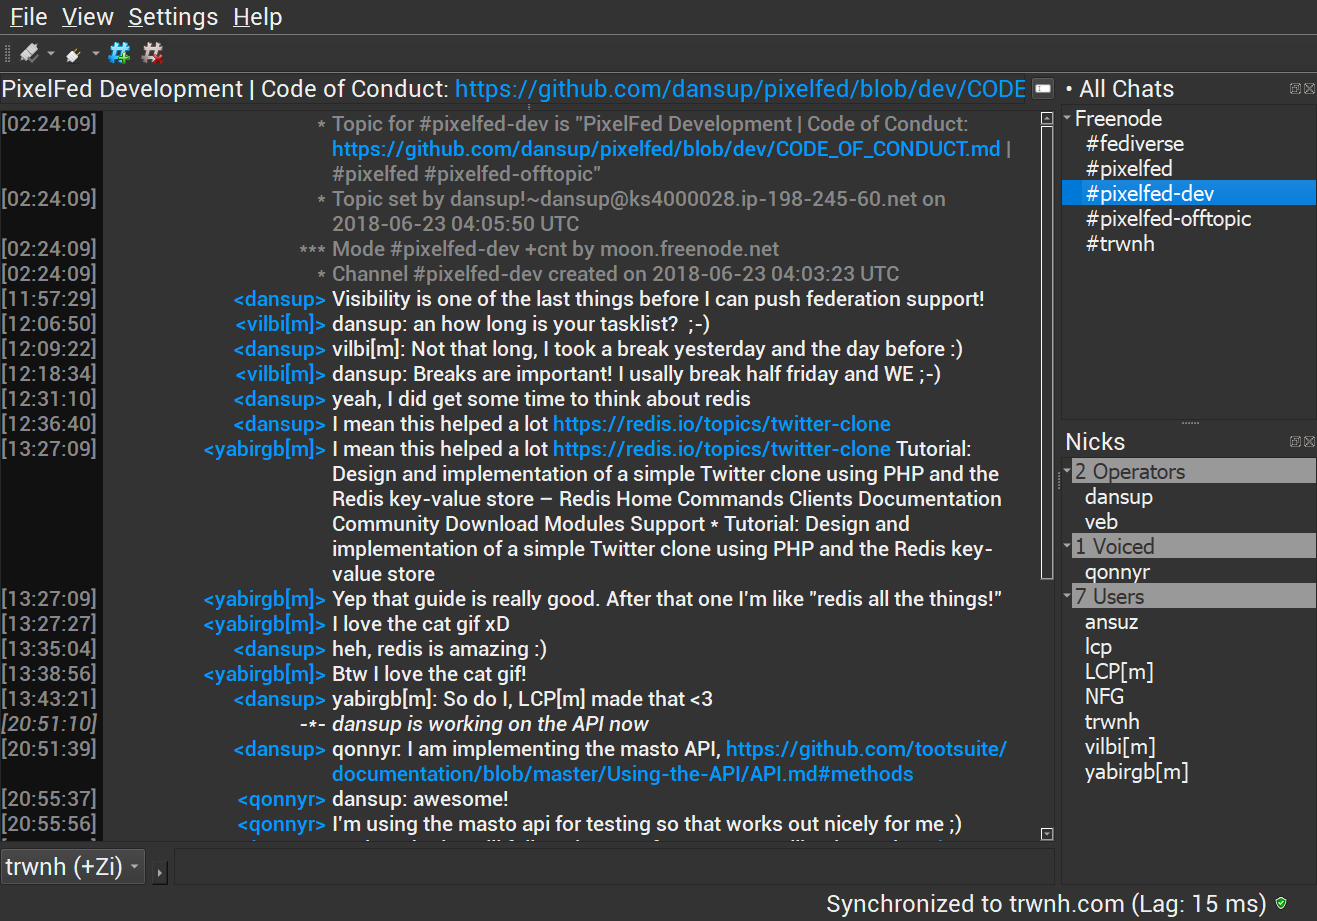 File View Settings Help
PixelFed Development | Code of Conduct: https://github.com/dansup/pixelfed/blob/dev/CODE
[02:24:09] * Topic for #pixelfed-dev is "PixelFed Development | Code of Conduct:
https://github.com/dansup/pixelfed/blob/dev/CODE_OF_CONDUCT.md |
#pixelfed #pixelfed-offtopic"
[02:24:09] * Topic set by dansup!~dansup@ks4000028.ip-198-245-60.net on
2018-06-23 04:05:50 UTC
[02:24:09] *** Mode #pixelfed-dev +cnt by moon.freenode.net
[02:24:09] * Channel #pixelfed-dev created on 2018-06-23 04:03:23 UTC
[11:57:29] <dansup> Visibility is one of the last things before I can push federation support!
[12:06:50] <vilbi[m]> dansup: an how long is your tasklist?  ;-)
[12:09:22] <dansup> vilbi[m]: Not that long, I took a break yesterday and the day before :)
[12:18:34] <vilbi[m]> dansup: Breaks are important! I usally break half friday and WE ;-)
[12:31:10] <dansup> yeah, I did get some time to think about redis
[12:36:40] <dansup> I mean this helped a lot https://redis.io/topics/twitter-clone
[13:27:09] <yabirgb[m]> I mean this helped a lot https://redis.io/topics/twitter-clone Tutorial:
Design and implementation of a simple Twitter clone using PHP and the
Redis key-value store – Redis Home Commands Clients Documentation
Community Download Modules Support * Tutorial: Design and
implementation of a simple Twitter clone using PHP and the Redis key-
value store
[13:27:09] <yabirgb[m]> Yep that guide is really good. After that one I'm like "redis all the things!"
[13:27:27] <yabirgb[m]> I love the cat gif xD
[13:35:04] <dansup> heh, redis is amazing :)
[13:38:56] <yabirgb[m]> Btw I love the cat gif!
[13:43:21] <dansup> yabirgb[m]: So do I, LCP[m] made that <3
[20:51:10] -*- dansup is working on the API now
[20:51:39] <dansup> qonnyr: I am implementing the masto API, https://github.com/tootsuite/
documentation/blob/master/Using-the-API/API.md#methods
[20:55:37] <qonnyr> dansup: awesome!
[20:55:56] <qonnyr> I'm using the masto api for testing so that works out nicely for me ;)
trwnh (+Zi)
• All Chats
Freenode
#fediverse
#pixelfed
#pixelfed-dev
#pixelfed-offtopic
#trwnh
Nicks
2 Operators
dansup
veb
1 Voiced
qonnyr
7 Users
ansuz
lcp
LCP[m]
NFG
trwnh
vilbi[m]
yabirgb[m]
Synchronized to trwnh.com (Lag: 15 ms)